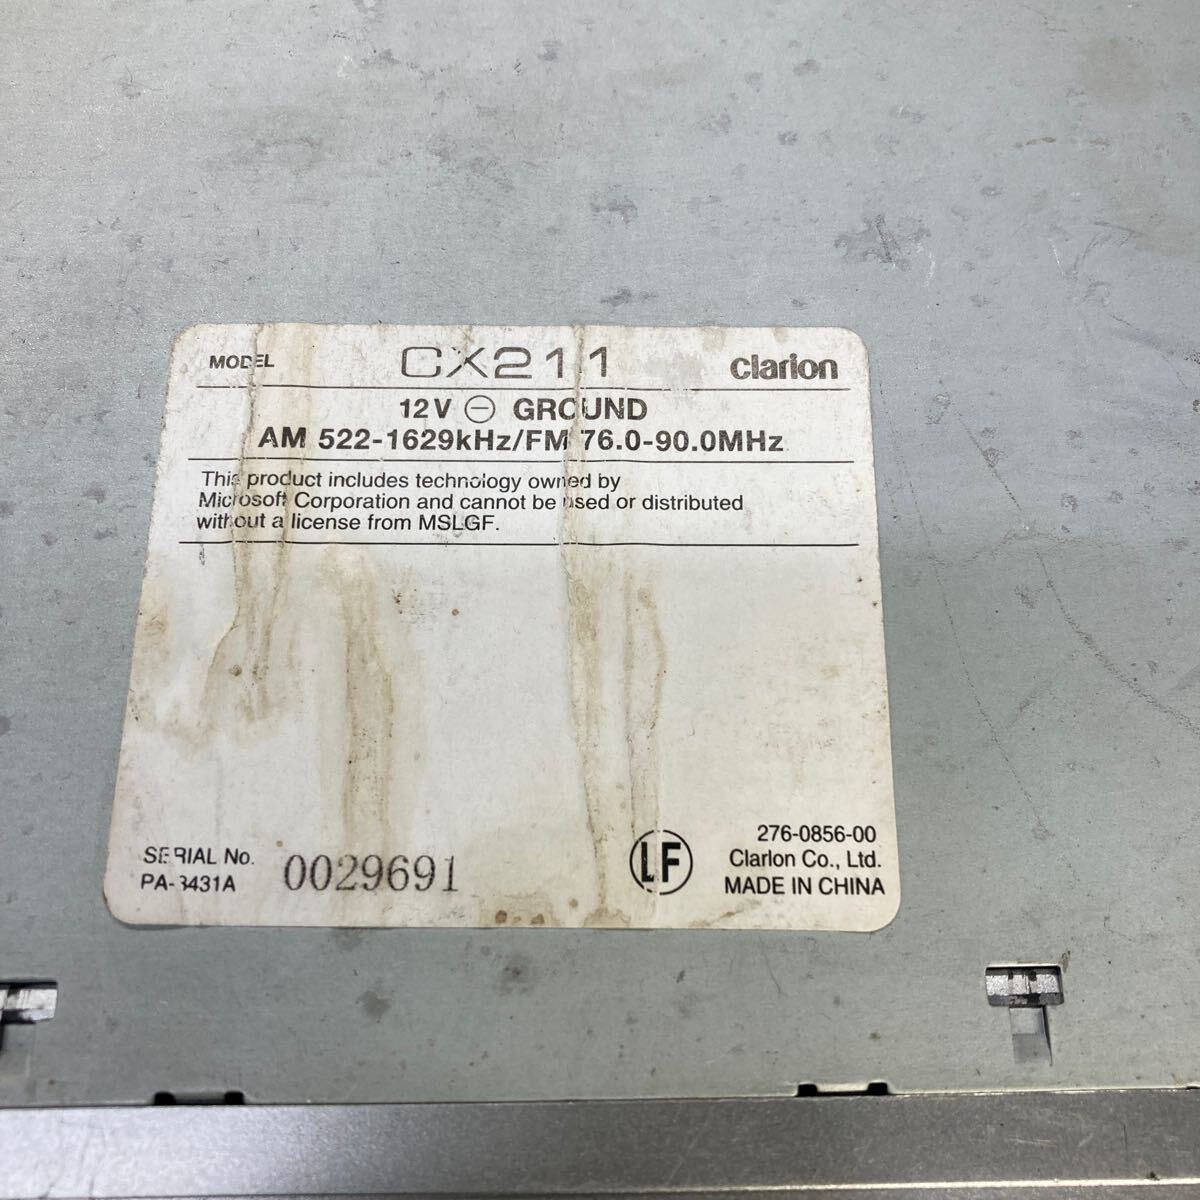 MODEL CX211 clarion
12V ⊖ GROUND
AM 522-1629kHz/FM 76.0-90.0MHz
This product includes technology owned by
Microsoft Corporation and cannot be used or distributed
without a license from MSLGF.
SERIAL No. 0029691
PA-3431A
LF
276-0856-00
Clarion Co., Ltd.
MADE IN CHINA